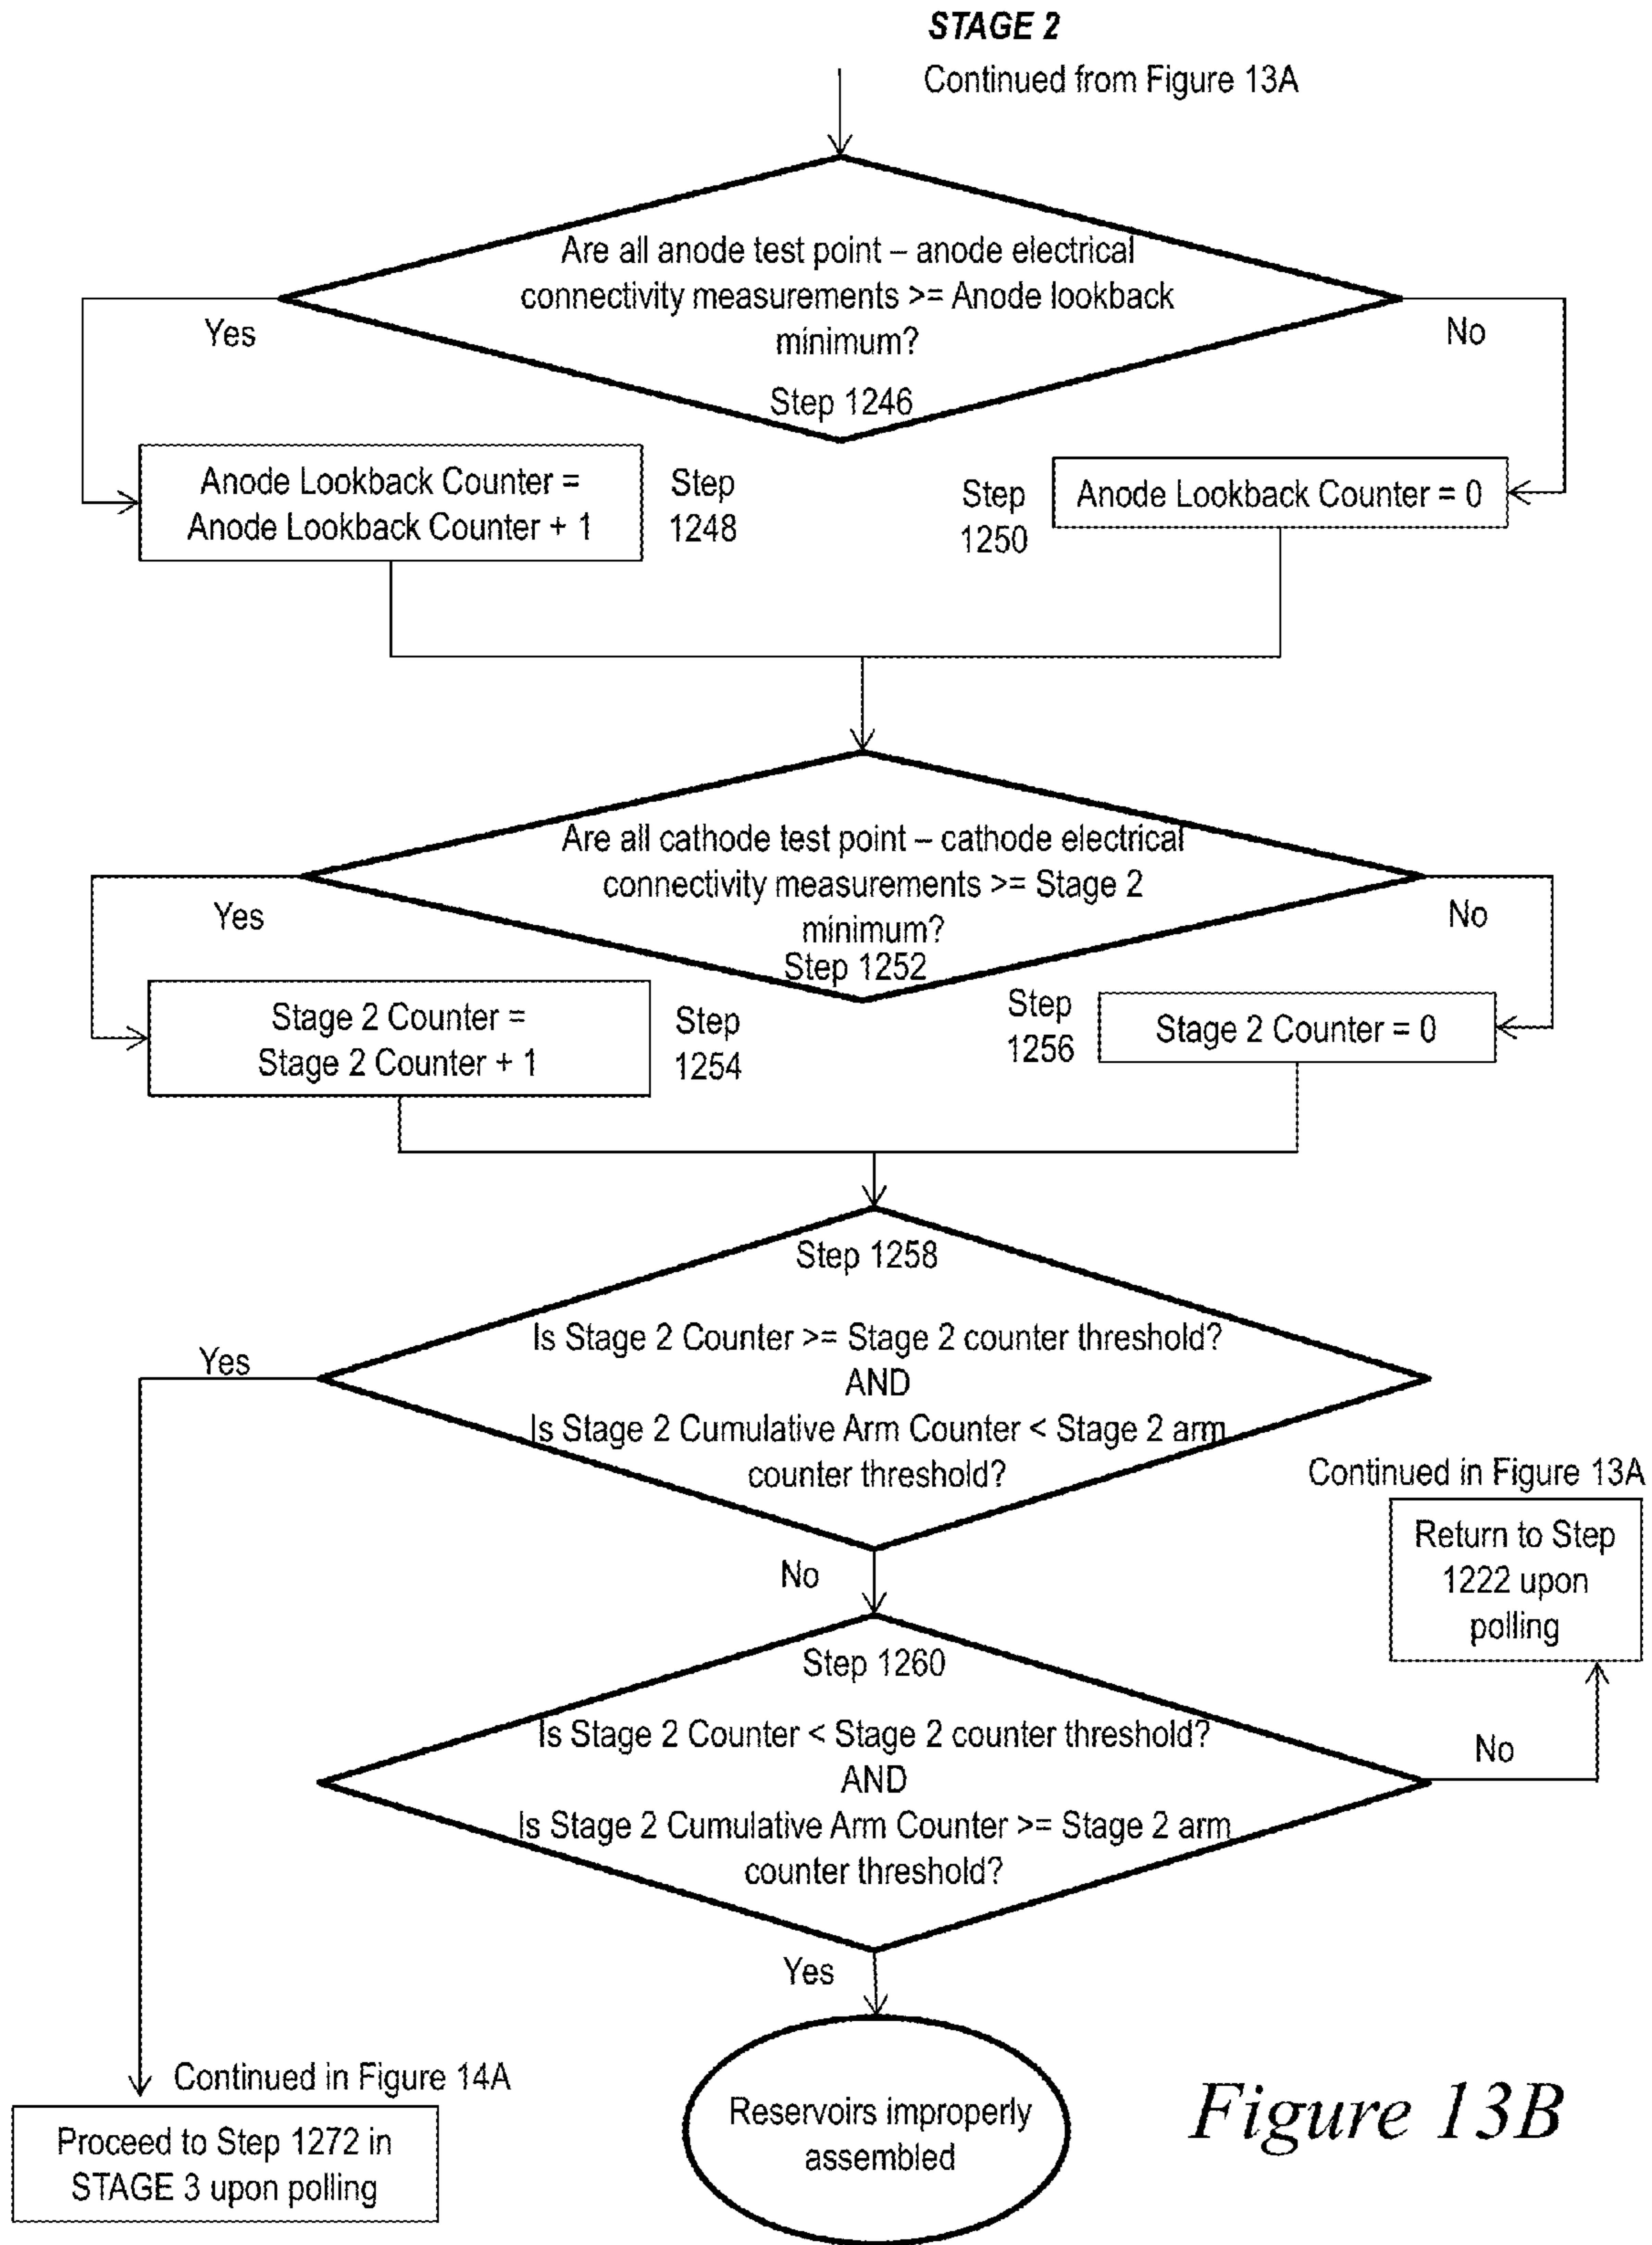 STAGE 2
Continued from Figure 13A
Are all anode test point – anode electrical
connectivity measurements >= Anode lookback
minimum?
Step 1246
Yes
No
Anode Lookback Counter =
Anode Lookback Counter + 1
Step
1248
Step
1250
Anode Lookback Counter = 0
Are all cathode test point – cathode electrical
connectivity measurements >= Stage 2
minimum?
Step 1252
Yes
No
Stage 2 Counter =
Stage 2 Counter + 1
Step
1254
Step
1256
Stage 2 Counter = 0
Step 1258
Is Stage 2 Counter >= Stage 2 counter threshold?
AND
Is Stage 2 Cumulative Arm Counter < Stage 2 arm
counter threshold?
Yes
No
Continued in Figure 13A
Return to Step
1222 upon
polling
Step 1260
Is Stage 2 Counter < Stage 2 counter threshold?
AND
Is Stage 2 Cumulative Arm Counter >= Stage 2 arm
counter threshold?
No
Yes
Continued in Figure 14A
Proceed to Step 1272 in
STAGE 3 upon polling
Reservoirs improperly
assembled
Figure 13B